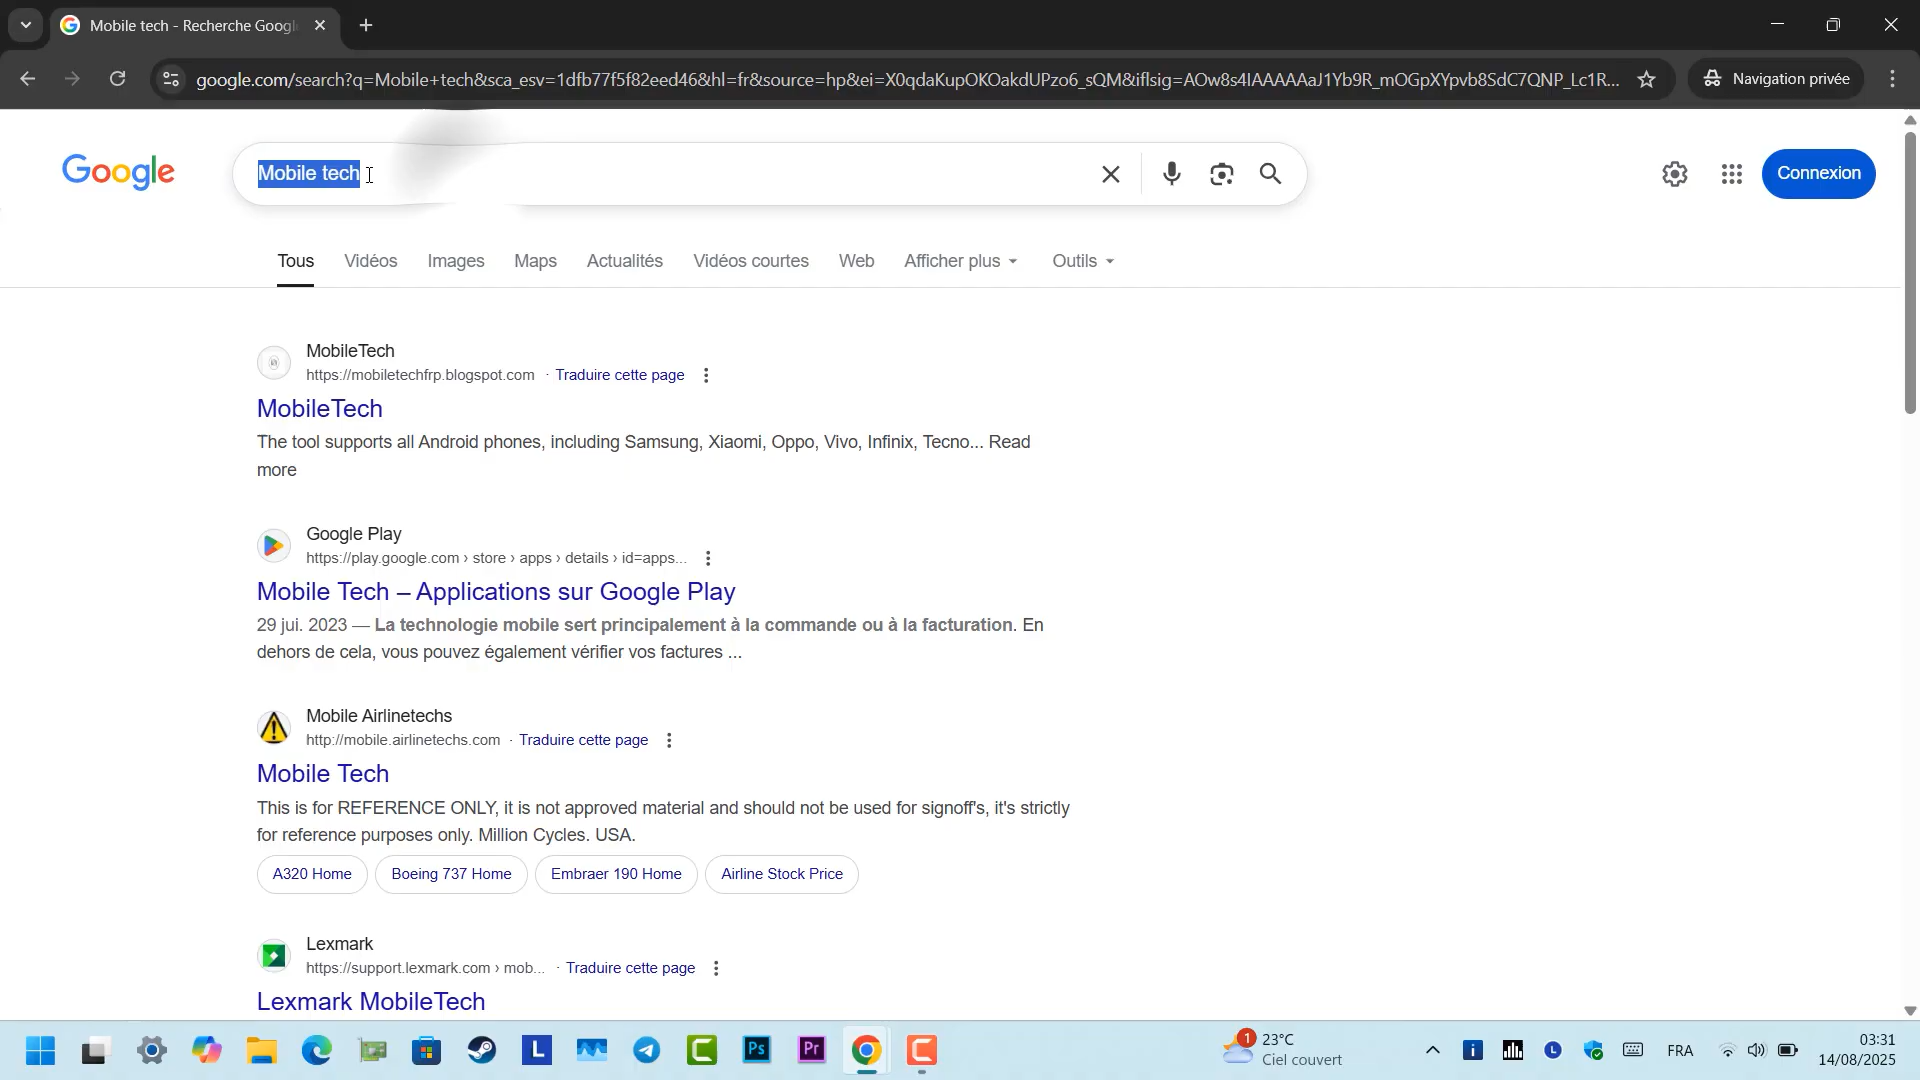 Mobile tech - Recherche Google
google.com/search?q=Mobile+tech&sca_esv=1dfb77f5f82eed46&hl=fr&source=hp&ei=X0qdaKupOKOakdUPzo6_sQM&iflsig=AOw8s4IAAAAAaJ1Yb9R_mOGpXYpvb8SdC7QNP_Lc1R...
Navigation privée
Google
Mobile tech
Connexion
Tous
Vidéos
Images
Maps
Actualités
Vidéos courtes
Web
Afficher plus
Outils
MobileTech
https://mobiletechfrp.blogspot.com · Traduire cette page
MobileTech
The tool supports all Android phones, including Samsung, Xiaomi, Oppo, Vivo, Infinix, Tecno... Read
more
Google Play
https://play.google.com › store › apps › details › id=apps...
Mobile Tech – Applications sur Google Play
29 jui. 2023 — La technologie mobile sert principalement à la commande ou à la facturation. En
dehors de cela, vous pouvez également vérifier vos factures ...
Mobile Airlinetechs
http://mobile.airlinetechs.com · Traduire cette page
Mobile Tech
This is for REFERENCE ONLY, it is not approved material and should not be used for signoff's, it's strictly
for reference purposes only. Million Cycles. USA.
A320 Home
Boeing 737 Home
Embraer 190 Home
Airline Stock Price
Lexmark
https://support.lexmark.com › mob... · Traduire cette page
Lexmark MobileTech
L
Ps
Pr
1
23°C
Ciel couvert
FRA
03:31
14/08/2025